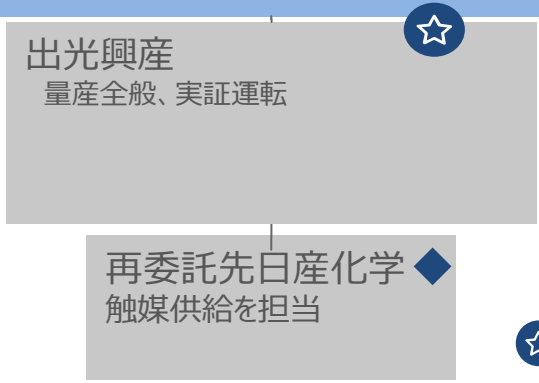 出光興産
量産全般、実証運転
再委託先日産化学
触媒供給を担当